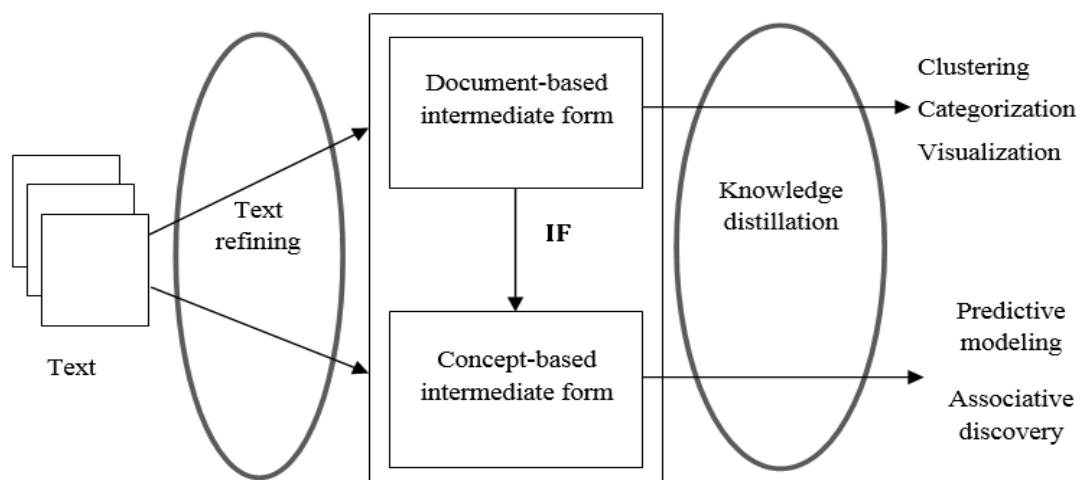 Text
Text
refining
Document-based
intermediate form
IF
Concept-based
intermediate form
Knowledge
distillation
Clustering
Categorization
Visualization
Predictive
modeling
Associative
discovery